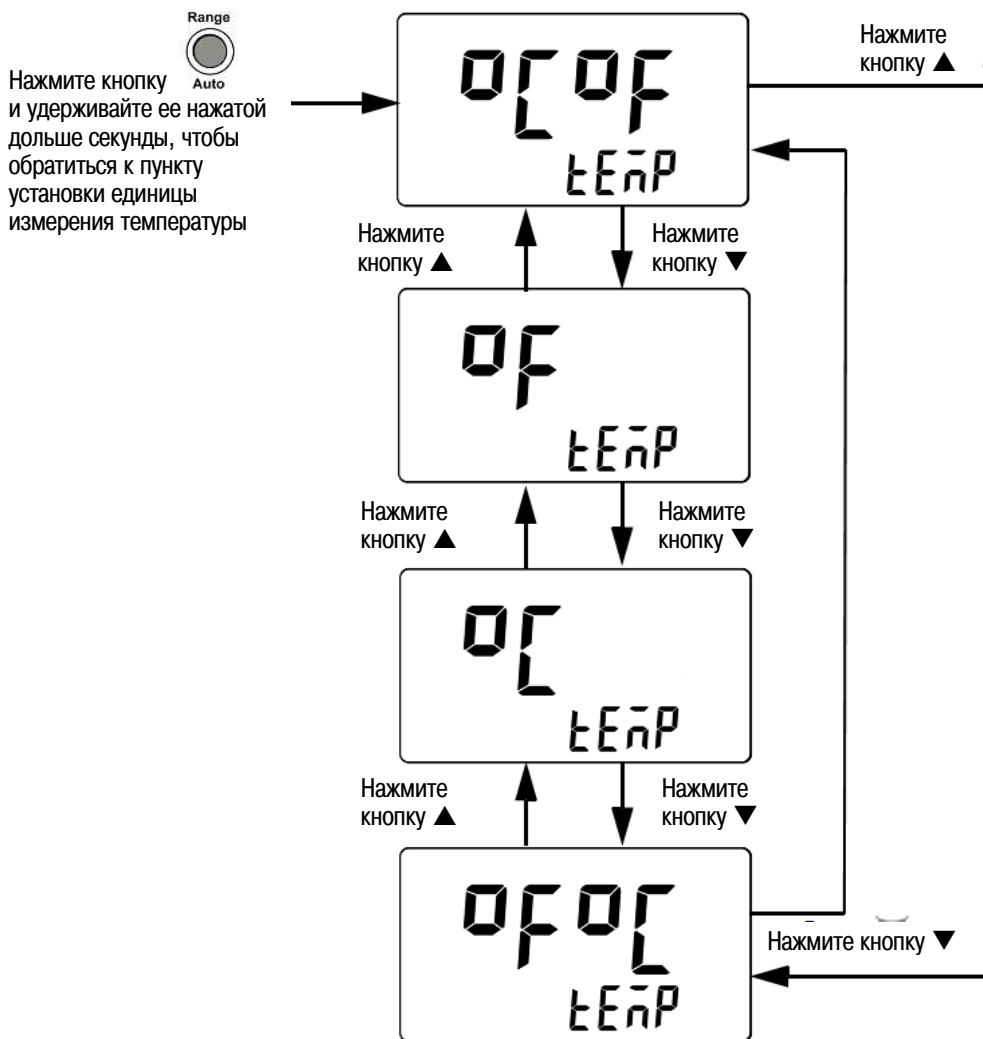 Range
Auto
Нажмите кнопку
и удерживайте ее нажатой
дольше секунды, чтобы
обратиться к пункту
установки единицы
измерения температуры
°C°F
tEmP
Нажмите
кнопку ▲
Нажмите
кнопку ▲
Нажмите
кнопку ▼
°F
tEmP
Нажмите
кнопку ▲
Нажмите
кнопку ▼
°C
tEmP
Нажмите
кнопку ▲
Нажмите
кнопку ▼
°F°C
tEmP
Нажмите кнопку ▼